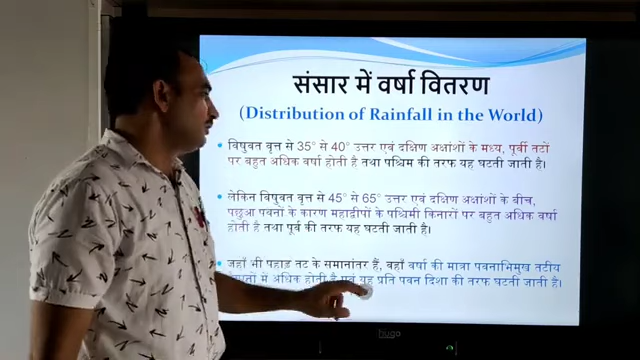 संसार में वर्षा वितरण
(Distribution of Rainfall in the World)
विषुवत वृत्त से 35° से 40° उत्तर एवं दक्षिण अक्षांशों के मध्य, पूर्वी तटों
पर बहुत अधिक वर्षा होती है तथा पश्चिम की तरफ यह घटती जाती है।
लेकिन विषुवत वृत्त से 45° से 65° उत्तर एवं दक्षिण अक्षांशों के बीच,
पछुआ पवनों के कारण महाद्वीपों के पश्चिमी किनारों पर बहुत अधिक वर्षा
होती है तथा पूर्व की तरफ यह घटती जाती है।
जहाँ भी पहाड़ तट के समानांतर हैं, वहाँ वर्षा की मात्रा पवनाभिमुख तटीय
में अधिक होती है एवं यह प्रति पवन दिशा की तरफ घटती जाती है।